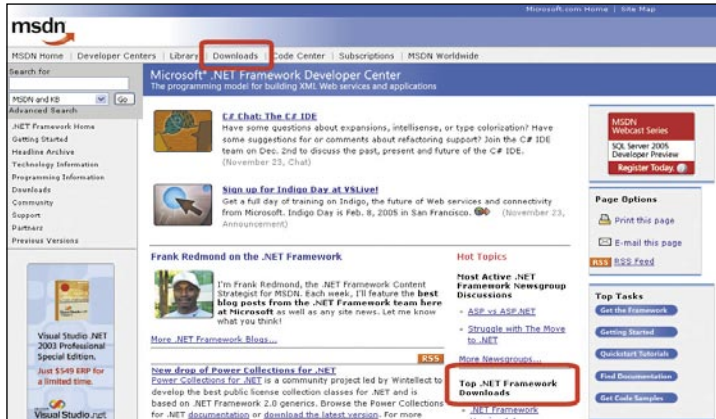 Microsoft.com Home | Site Map
msdn
MSDN Home | Developer Centers | Library | Downloads | Code Center | Subscriptions | MSDN Worldwide
Search for
MSDN and KB
Go
Advanced Search
.NET Framework Home
Getting Started
Headline Archive
Technology Information
Programming Information
Downloads
Community
Support
Partners
Previous Versions
Visual Studio .NET
2003 Professional
Special Edition.
Just $549 ERP for
a limited time.
Visual Studio.net
Microsoft® .NET Framework Developer Center
The programming model for building XML Web services and applications
C# Chat: The C# IDE
Have some questions about expansions, intellisense, or type colorization? Have
some suggestions for or comments about refactoring support? Join the C# IDE
team on Dec. 2nd to discuss the past, present and future of the C# IDE.
(November 23, Chat)
Sign up for Indigo Day at VSLive!
Get a full day of training on Indigo, the future of Web services and connectivity
from Microsoft. Indigo Day is Feb. 8, 2005 in San Francisco. (November 23,
Announcement)
Frank Redmond on the .NET Framework
I'm Frank Redmond, the .NET Framework Content
Strategist for MSDN. Each week, I'll feature the best
blog posts from the .NET Framework team here
at Microsoft as well as any site news. Let me know
what you think!
More .NET Framework Blogs...
RSS
New drop of Power Collections for .NET
Power Collections for .NET is a community project led by Wintellect to
develop the best public license collection classes for .NET and is
based on .NET Framework 2.0 generics. Browse the Power Collections
for .NET documentation or download the latest version. For more
Hot Topics
Most Active .NET
Framework Newsgroup
Discussions
ASP vs ASP.NET
Struggle with The Move
to .NET
More Newsgroups...
Top .NET Framework
Downloads
.NET Framework
MSDN
Webcast Series
SQL Server 2005
Developer Preview
Register Today.
Page Options
Print this page
E-mail this page
RSS RSS Feed
Top Tasks
Get the Framework
Getting Started
Quickstart Tutorials
Find Documentation
Get Code Samples